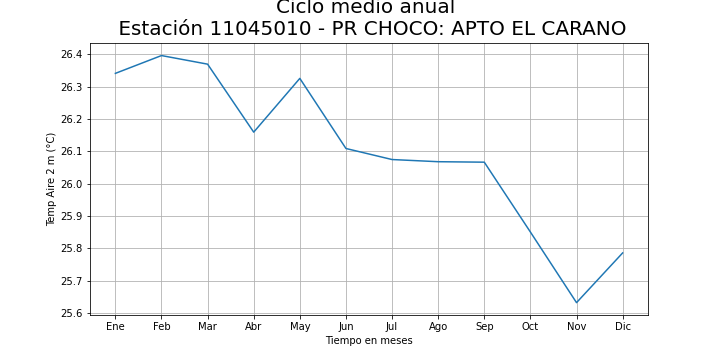 Ciclo medio anual
Estación 11045010 - PR CHOCO: APTO EL CARANO
26.4
26.3
26.2
26.1
26.0
25.9
25.8
25.7
25.6
Temp Aire 2 m (°C)
Ene Feb Mar Abr May Jun Jul Ago Sep Oct Nov Dic
Tiempo en meses